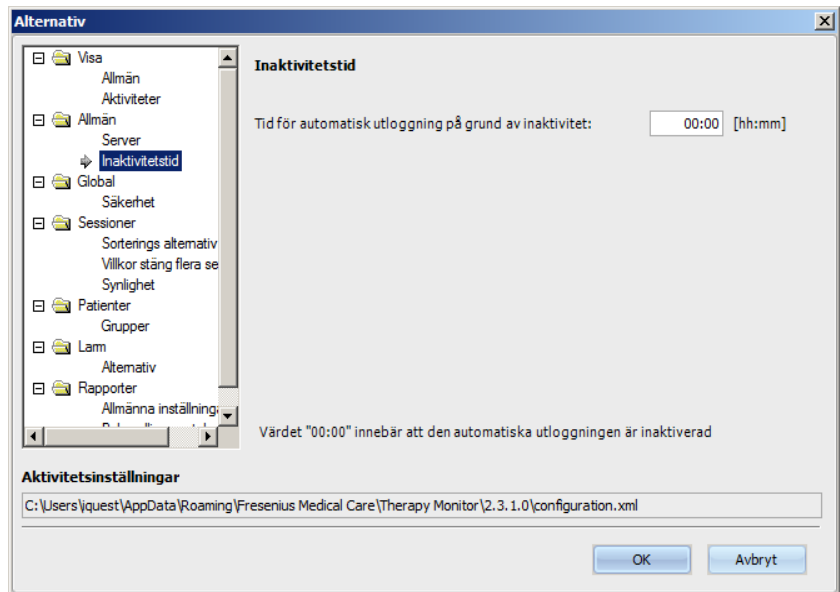 Alternativ
Visa
Allmän
Aktiviteter
Allmän
Server
Inaktivitetstid
Global
Säkerhet
Sessioner
Sorterings alternativ
Villkor stäng flera se
Synlighet
Patienter
Grupper
Larm
Alternativ
Rapporter
Allmänna inställning
Inaktivitetstid
Tid för automatisk utloggning på grund av inaktivitet: 00:00 [hh:mm]
Värdet "00:00" innebär att den automatiska utloggningen är inaktiverad
Aktivitetsinställningar
C:\Users\iquest\AppData\Roaming\Fresenius Medical Care\Therapy Monitor\2.3.1.0\configuration.xml
OK Avbryt